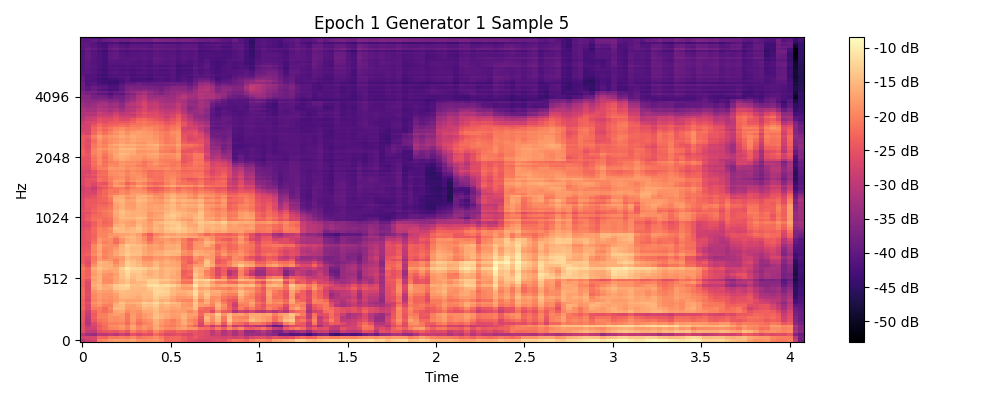 Epoch 1 Generator 1 Sample 5
Hz
4096
2048
1024
512
0
0
0.5
1
1.5
2
2.5
3
3.5
4
Time
-10 dB
-15 dB
-20 dB
-25 dB
-30 dB
-35 dB
-40 dB
-45 dB
-50 dB